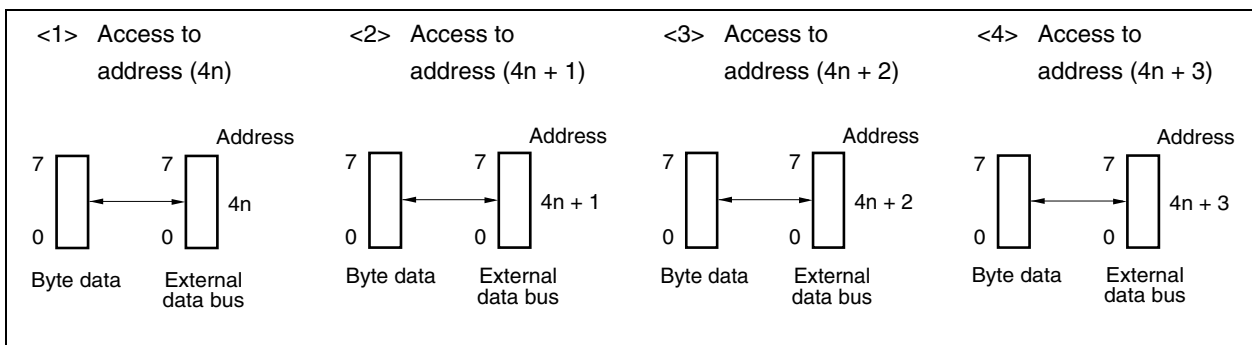 <1> Access to
address (4n)
<2> Access to
address (4n + 1)
<3> Access to
address (4n + 2)
<4> Access to
address (4n + 3)
Address
7
7
4n
0
0
Byte data
External
data bus
Address
7
7
4n + 1
0
0
Byte data
External
data bus
Address
7
7
4n + 2
0
0
Byte data
External
data bus
Address
7
7
4n + 3
0
0
Byte data
External
data bus